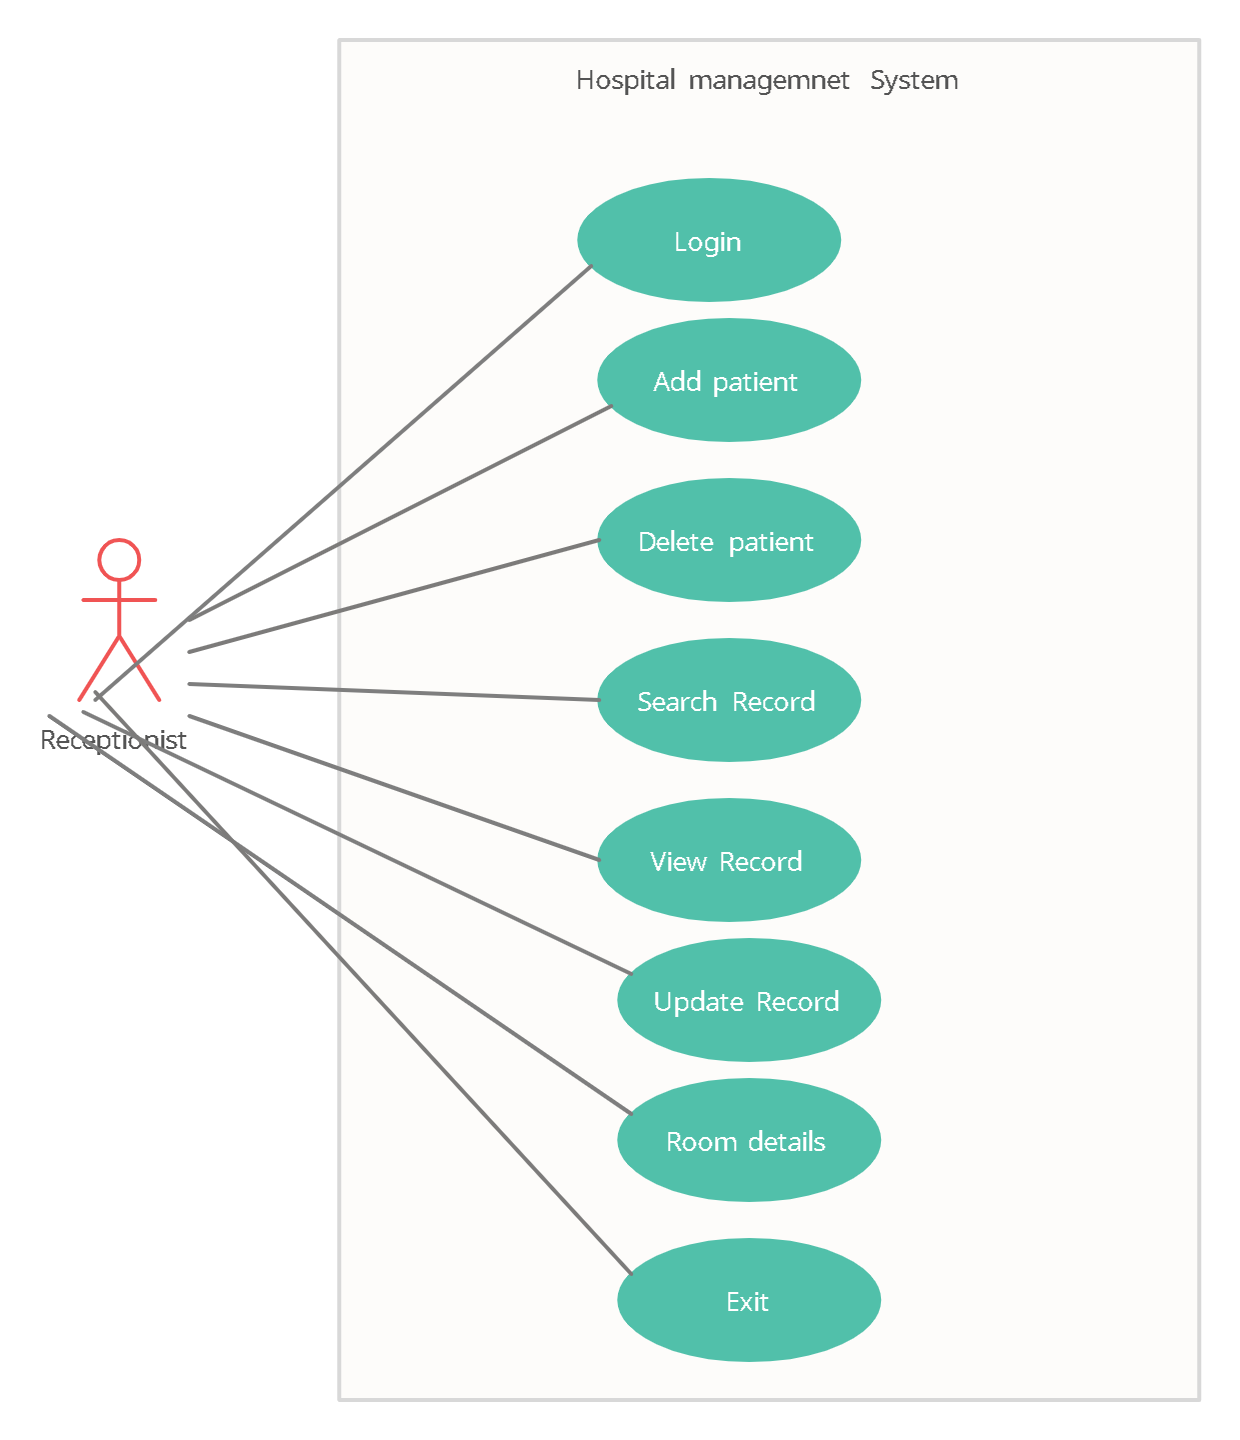 Hospital managemnet System
Login
Add patient
Delete patient
Search Record
Receptionist
View Record
Update Record
Room details
Exit